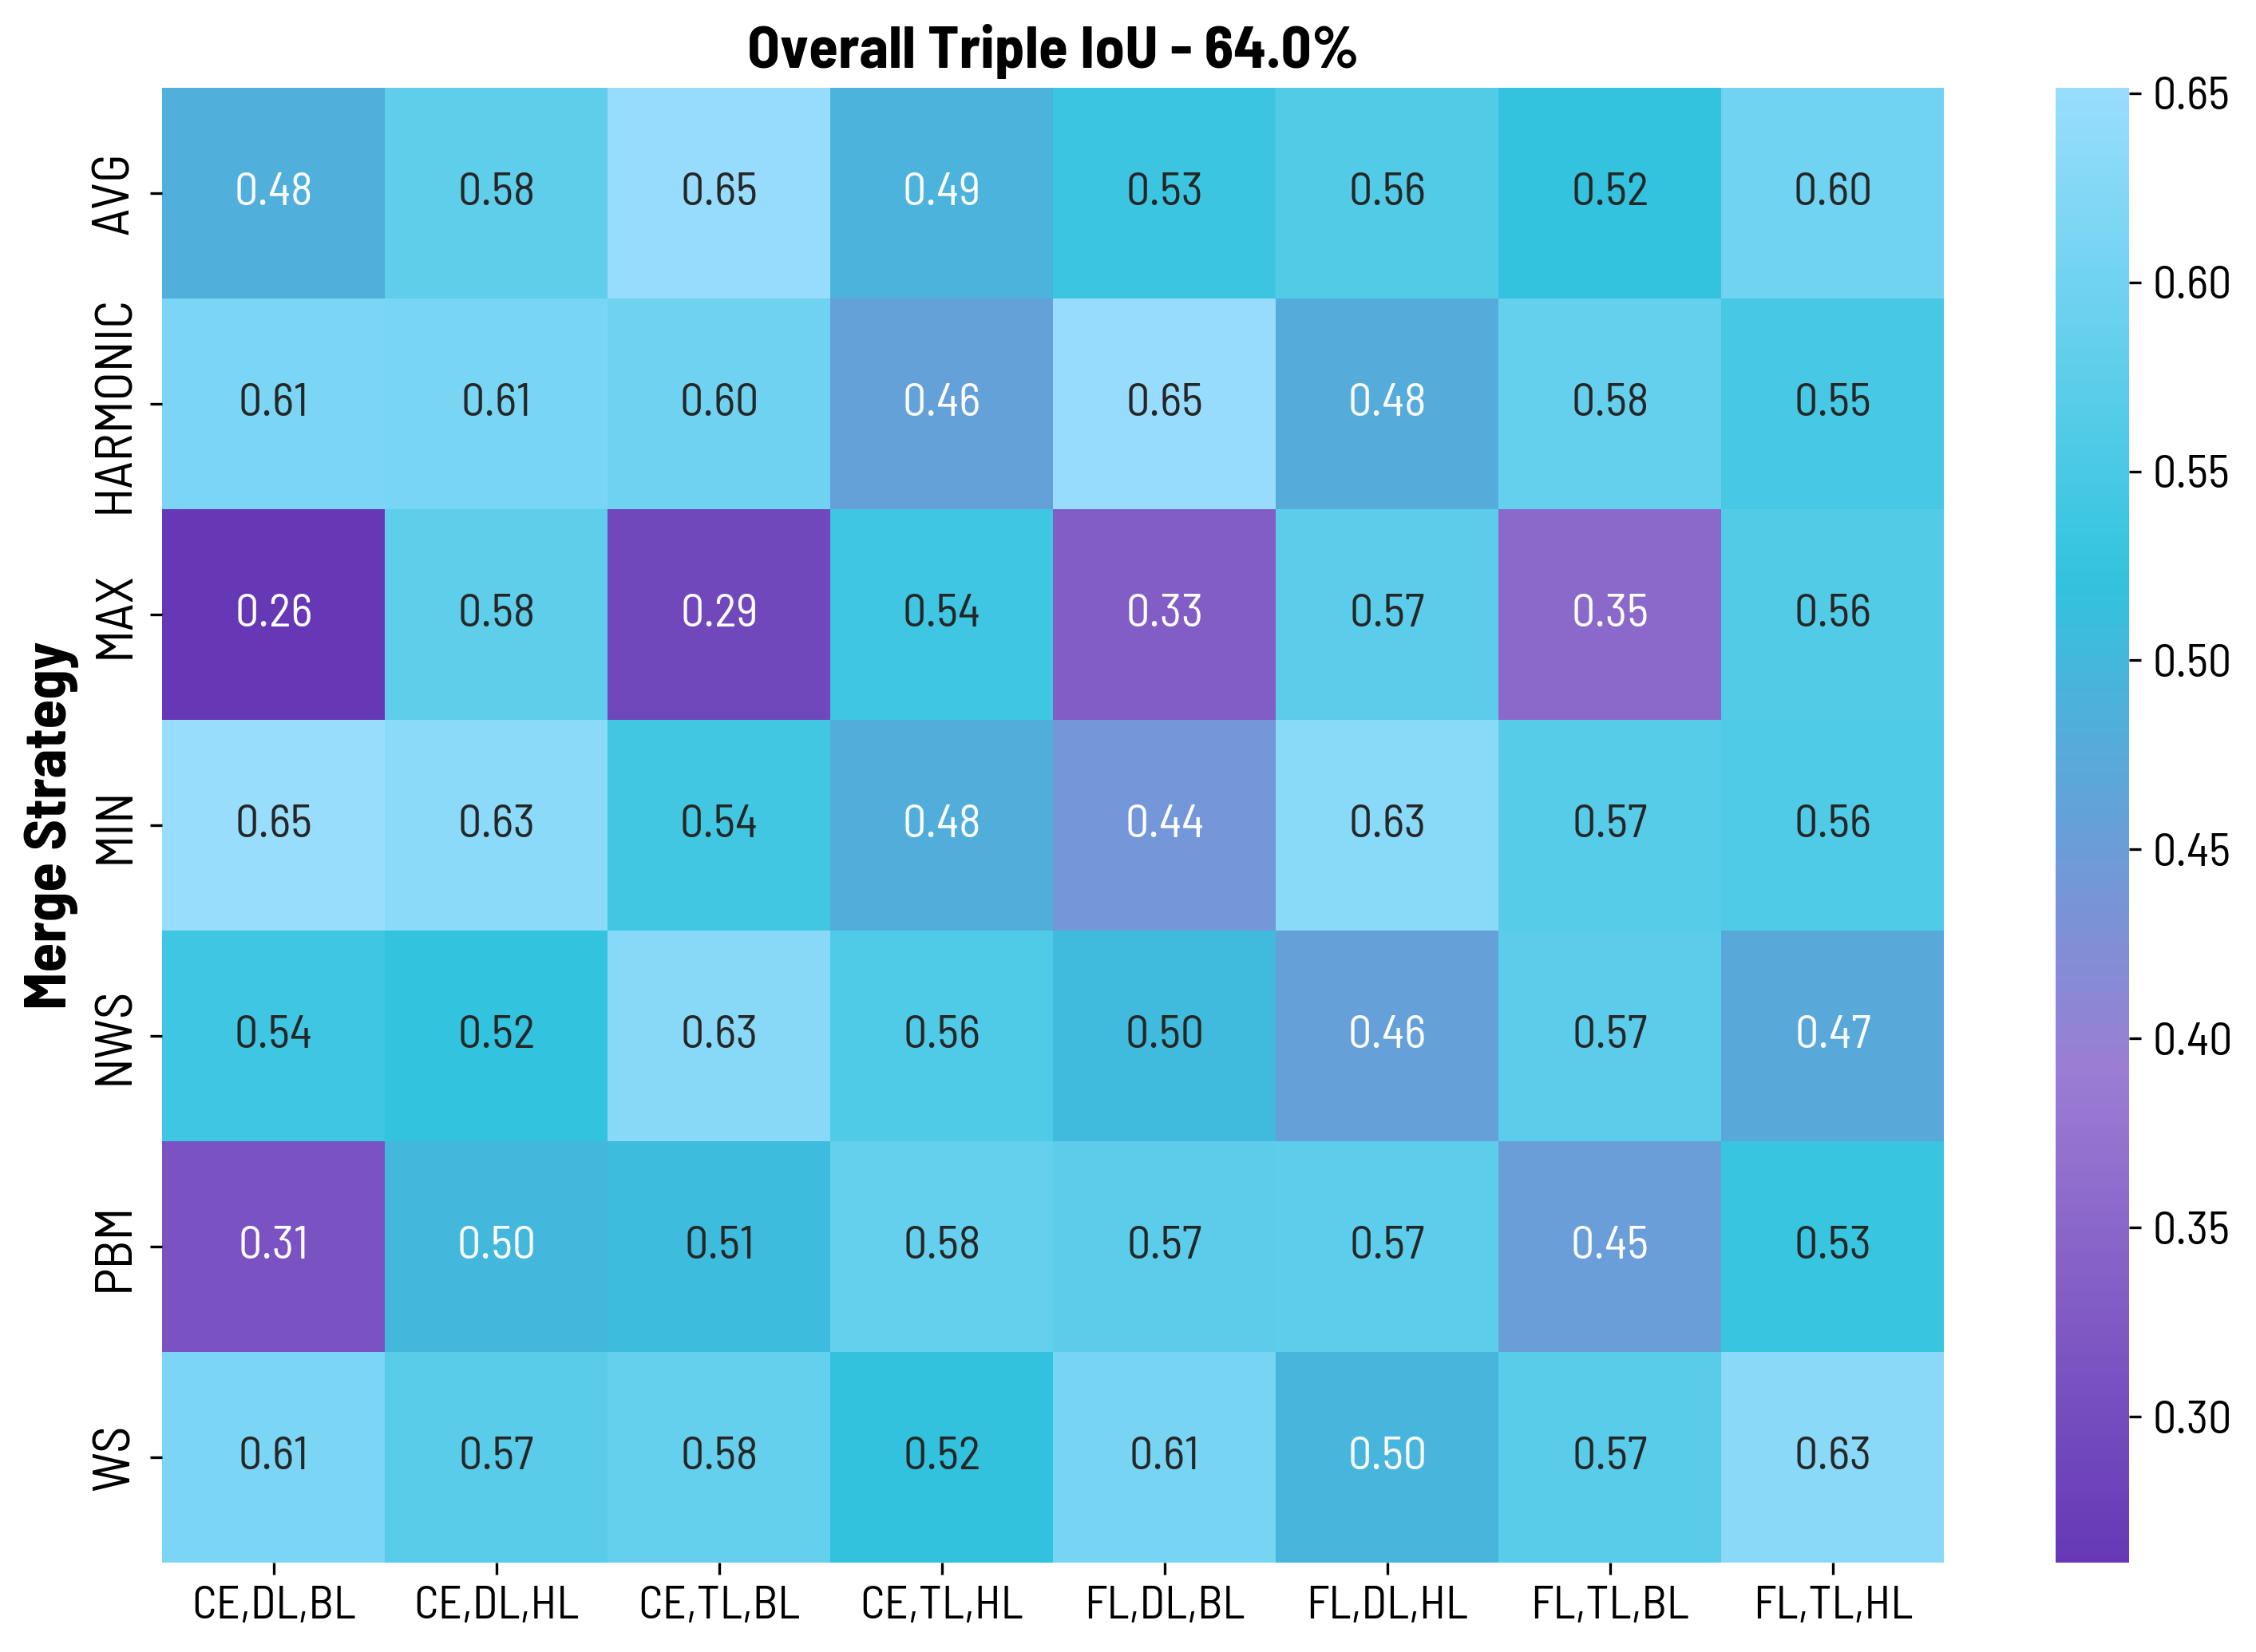 Overall Triple IoU - 64.0%
Merge Strategy
AVG 0.48 0.58 0.65 0.49 0.53 0.56 0.52 0.60
HARMONIC 0.61 0.61 0.60 0.46 0.65 0.48 0.58 0.55
MAX 0.26 0.58 0.29 0.54 0.33 0.57 0.35 0.56
MIN 0.65 0.63 0.54 0.48 0.44 0.63 0.57 0.56
NWS 0.54 0.52 0.63 0.56 0.50 0.46 0.57 0.47
PBM 0.31 0.50 0.51 0.58 0.57 0.57 0.45 0.53
WS 0.61 0.57 0.58 0.52 0.61 0.50 0.57 0.63
CE,DL,BL CE,DL,HL CE,TL,BL CE,TL,HL FL,DL,BL FL,DL,HL FL,TL,BL FL,TL,HL
0.65
0.60
0.55
0.50
0.45
0.40
0.35
0.30